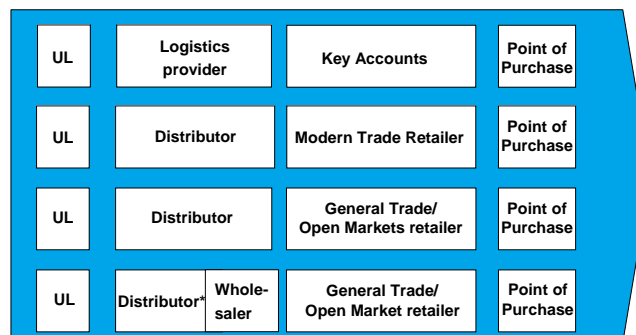 UL
Logistics
provider
Key Accounts
Point of
Purchase
UL
Distributor
Modern Trade Retailer
Point of
Purchase
UL
Distributor
General Trade/
Open Markets retailer
Point of
Purchase
UL
Distributor*
Whole-
saler
General Trade/
Open Market retailer
Point of
Purchase